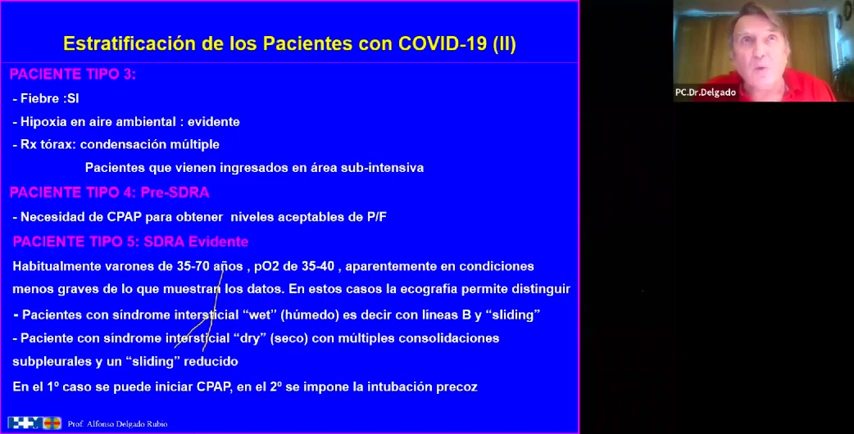 Estratificación de los Pacientes con COVID-19 (II)
PACIENTE TIPO 3:
- Fiebre :SI
- Hipoxia en aire ambiental : evidente
- Rx tórax: condensación múltiple
Pacientes que vienen ingresados en área sub-intensiva
PACIENTE TIPO 4: Pre-SDRA
- Necesidad de CPAP para obtener niveles aceptables de P/F
PACIENTE TIPO 5: SDRA Evidente
Habitualmente varones de 35-70 años , pO2 de 35-40 , aparentemente en condiciones
menos graves de lo que muestran los datos. En estos casos la ecografia permite distinguir
- Pacientes con síndrome intersticial “wet” (húmedo) es decir con líneas B y “sliding”
- Paciente con síndrome intersticial “dry” (seco) con múltiples consolidaciones
subpleurales y un “sliding” reducido
En el 1º caso se puede iniciar CPAP, en el 2º se impone la intubación precoz
Prof. Alfonso Delgado Rubio
PC.Dr.Delgado